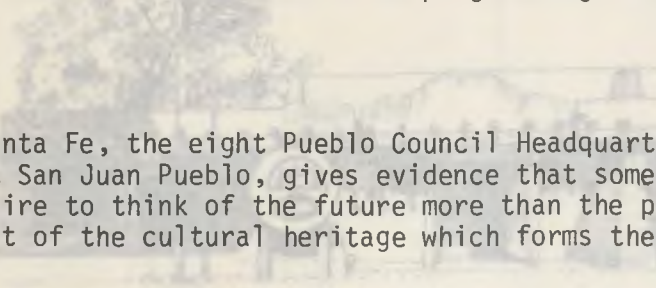 nta Fe, the eight Pueblo Council Headquart
San Juan Pueblo, gives evidence that some
ire to think of the future more than the p
t of the cultural heritage which forms the